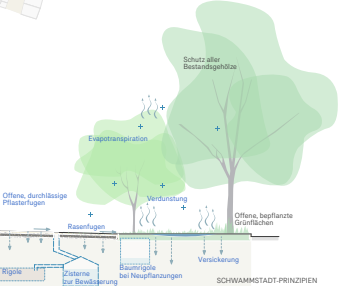 Schutz aller
Bestandsgehölze
Evapotranspiration
Offene, durchlässige
Pflasterfugen
Verdunstung
Rasenfugen
Offene, bepflanzte
Grünflächen
Rigole
Zisterne
zur Bewässerung
Baumrigole
bei Neupflanzungen
Versickerung
SCHWAMMSTADT-PRINZIPIEN